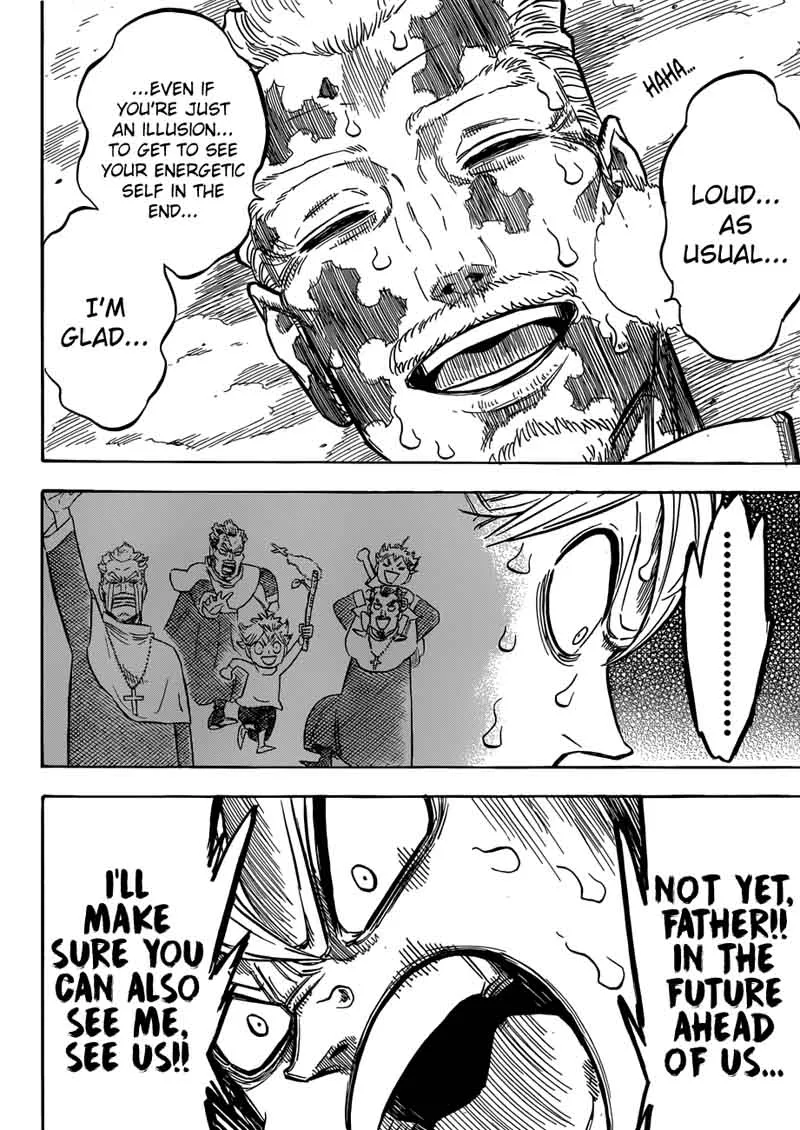 HAHA...
LOUD...
AS
USUAL...
...EVEN IF
YOU'RE JUST
AN ILLUSION...
TO GET TO SEE
YOUR ENERGETIC
SELF IN THE
END...
I'M
GLAD...
..........
NOT YET,
FATHER!!
IN THE
FUTURE
AHEAD
OF US...
I'LL
MAKE
SURE YOU
CAN ALSO
SEE ME,
SEE US!!